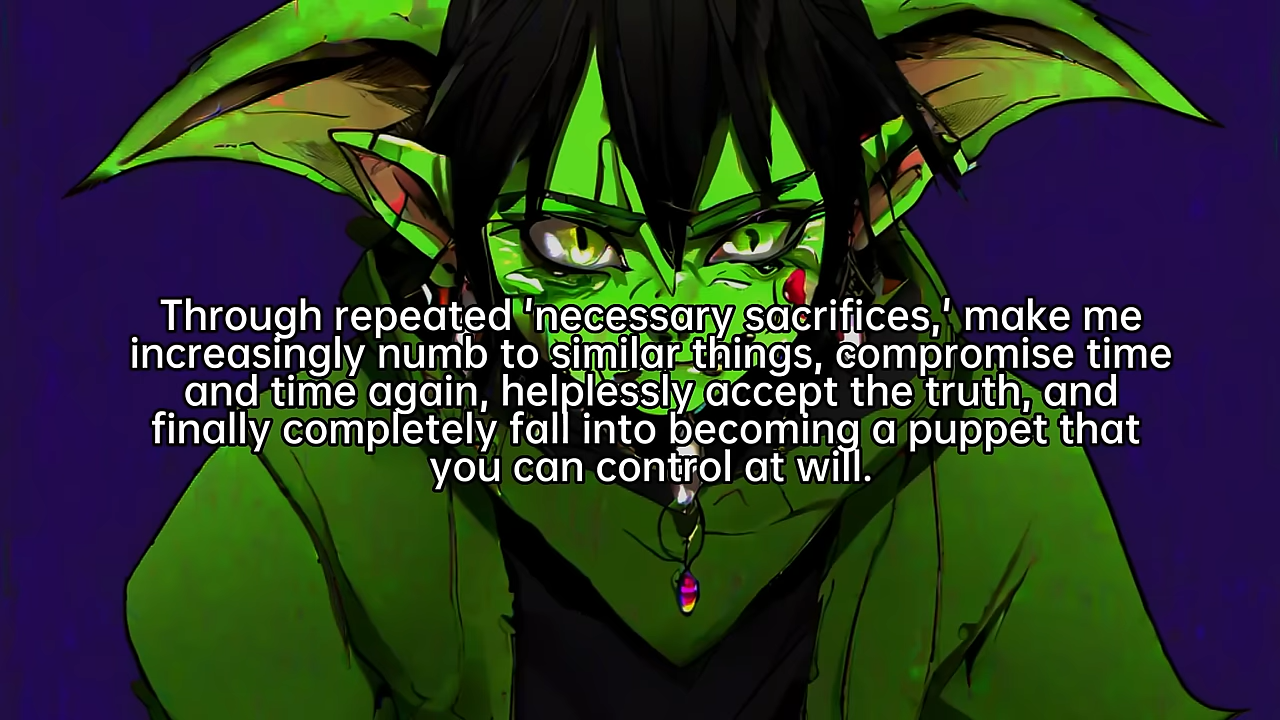 Through repeated 'necessary sacrifices,' make me
increasingly numb to similar things, compromise time
and time again, helplessly accept the truth, and
finally completely fall into becoming a puppet that
you can control at will.